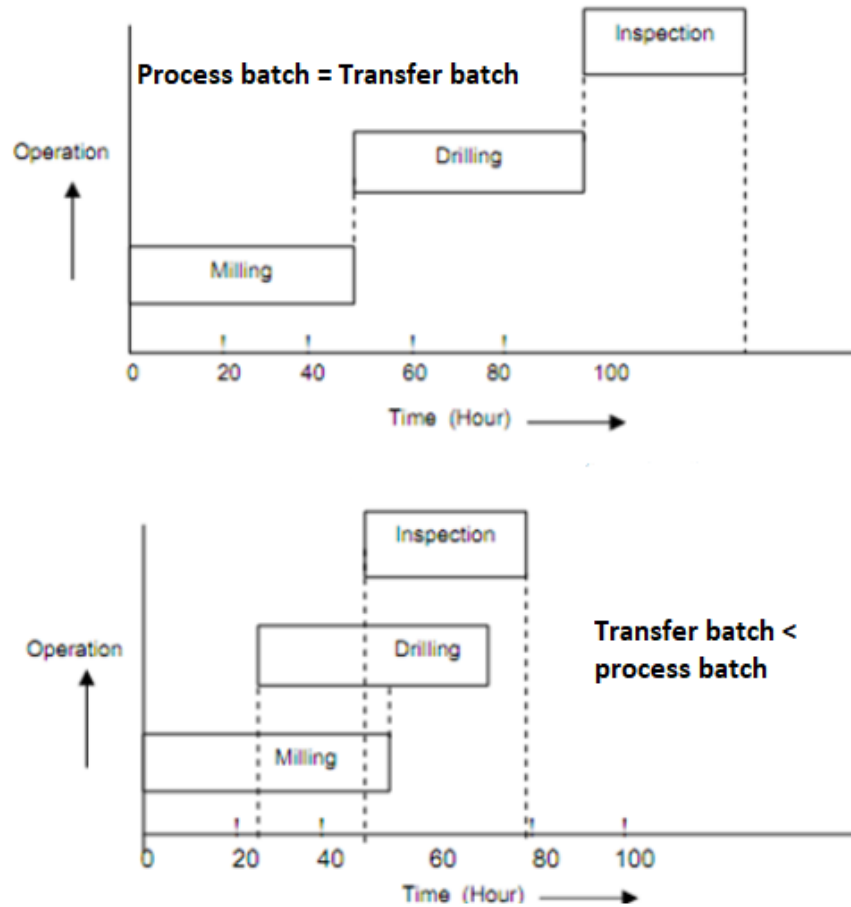 Inspection
Process batch = Transfer batch
Operation
Drilling
Milling
0 20 40 60 80 100
Time (Hour)
Inspection
Operation
Drilling
Transfer batch <
process batch
Milling
0 20 40 60 80 100
Time (Hour)